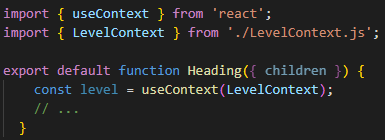 import { useContext } from 'react';
import { LevelContext } from './LevelContext.js';
export default function Heading({ children }) {
const level = useContext(LevelContext);
// ...
}